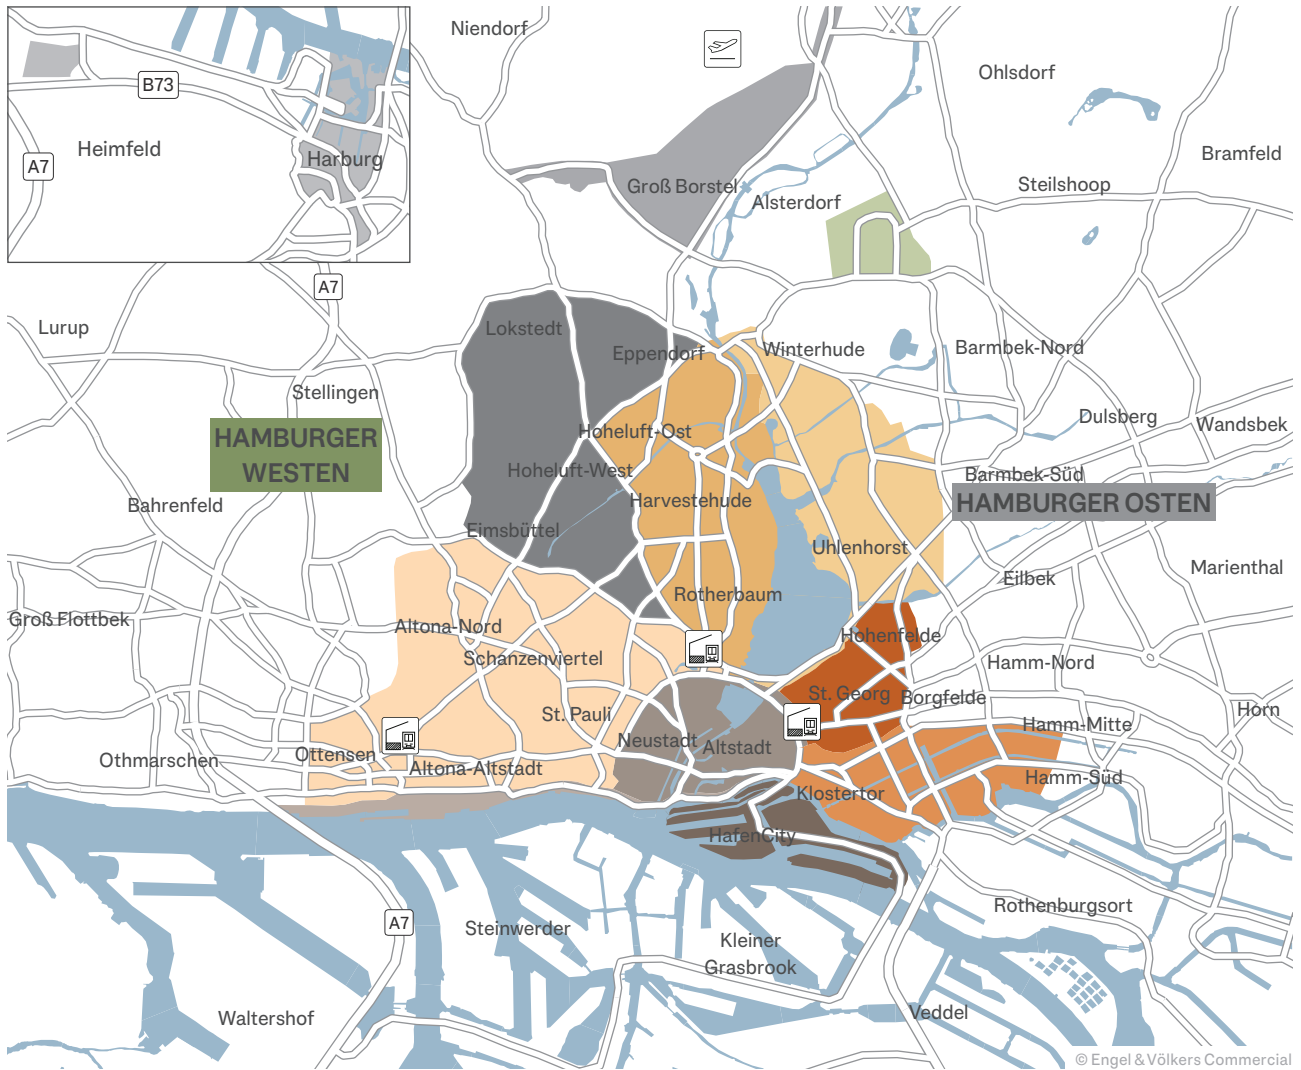 Niendorf
Ohlsdorf
B73
Heimfeld
Harburg
A7
Bramfeld
Groß Borstel
Alsterdorf
Steilshoop
A7
Lurup
Lokstedt
Eppendorf
Winterhude
Barmbek-Nord
Stellingen
Dulsberg
Wandsbek
HAMBURGER
WESTEN
Hoheluft-Ost
Hoheluft-West
Barmbek-Süd
HAMBURGER OSTEN
Bahrenfeld
Harvestehude
Eimsbüttel
Uhlenhorst
Marienthal
Eilbek
Rotherbaum
Groß Flottbek
Altona-Nord
Hohenfelde
Schanzenviertel
Hamm-Nord
St. Georg
Borgfelde
Horn
St. Pauli
Hamm-Mitte
Neustadt
Altstadt
Othmarschen
Ottensen
Altona-Altstadt
Hamm-Süd
Klostertor
HafenCity
A7
Steinwerder
Rothenburgsort
Kleiner
Grasbrook
Waltershof
Veddel
© Engel & Völkers Commercial